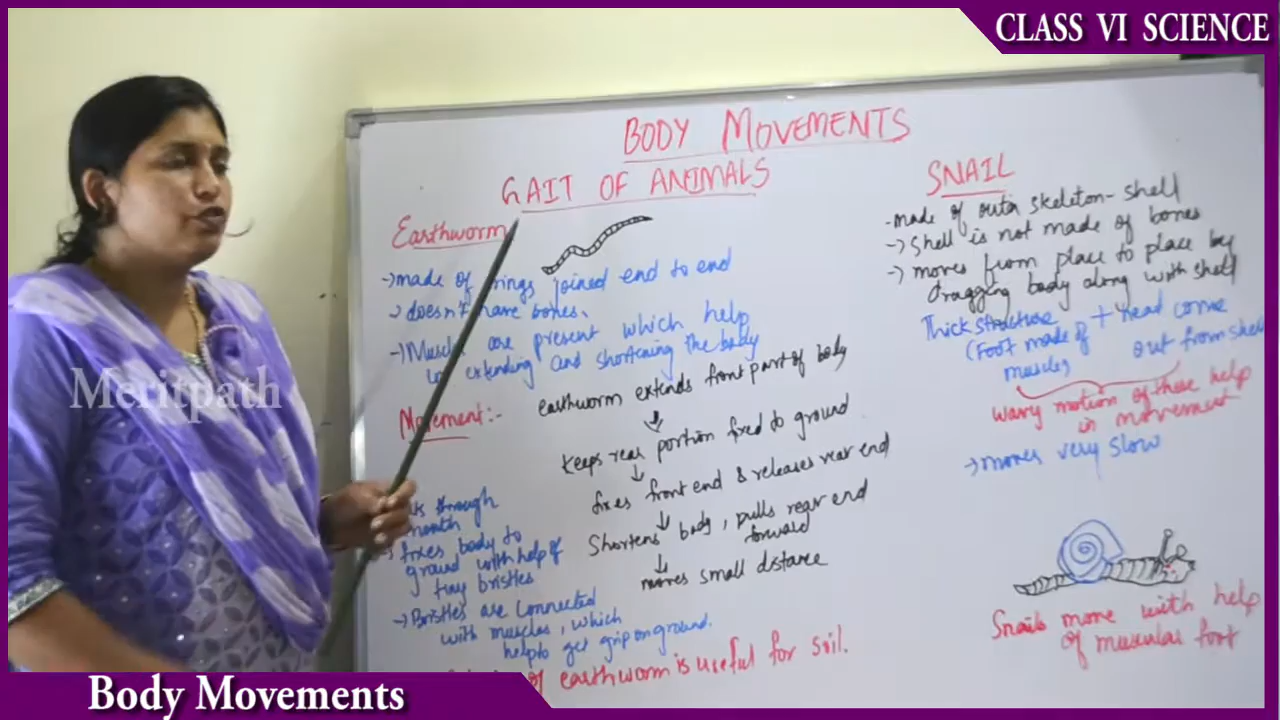 CLASS VI SCIENCE
BODY MOVEMENTS
GAIT OF ANIMALS
Earthworm
-> made of rings joined end to end
-> doesn't have bones.
-> Muscles are present which help
in extending and shortening the body
Movement:-
earthworm extends front part of body
Keeps rear portion fixed to ground
fixes front end & releases rear end
Shortens body, pulls rear end
forward
moves small distance
through
mouth
-> fixes body to
ground with help of
tiny bristles
-> Bristles are connected
with muscles, which
help to get grip on ground.
of earthworm is useful for soil.
SNAIL
-made of outer skeleton - shell
-> Shell is not made of bones
-> moves from place to place by
dragging body along with shell
Thick structure + Head come
(Foot made of out from shell
muscles
wavy motion of these help
in movement
-> moves very slow
Snails move with help
of muscular foot
Meritpath
Body Movements